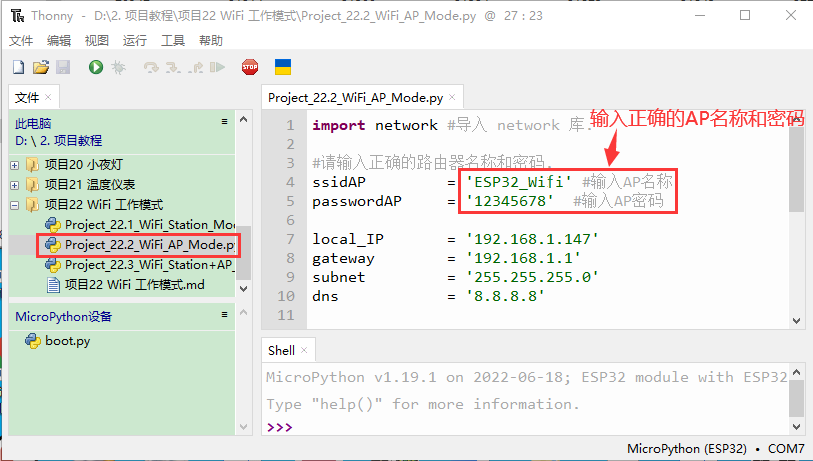 Thonny - D:\2. 项目教程\项目22 WiFi 工作模式\Project_22.2_WiFi_AP_Mode.py @ 27 : 23
文件 编辑 视图 运行 工具 帮助
STOP
文件
此电脑
D: \ 2. 项目教程
项目20 小夜灯
项目21 温度仪表
项目22 WiFi 工作模式
Project_22.1_WiFi_Station_Mo
Project_22.2_WiFi_AP_Mode.py
Project_22.3_WiFi_Station+AP_
项目22 WiFi 工作模式.md
MicroPython设备
boot.py
Project_22.2_WiFi_AP_Mode.py
输入正确的AP名称和密码
1 import network #导入 network 库.
2
3 #请输入正确的路由器名称和密码.
4 ssidAP = 'ESP32_Wifi' #输入AP名称
5 passwordAP = '12345678' #输入AP密码
6
7 local_IP = '192.168.1.147'
8 gateway = '192.168.1.1'
9 subnet = '255.255.255.0'
10 dns = '8.8.8.8'
11
Shell
MicroPython v1.19.1 on 2022-06-18; ESP32 module with ESP32
Type "help()" for more information.
>>>
MicroPython (ESP32) • COM7